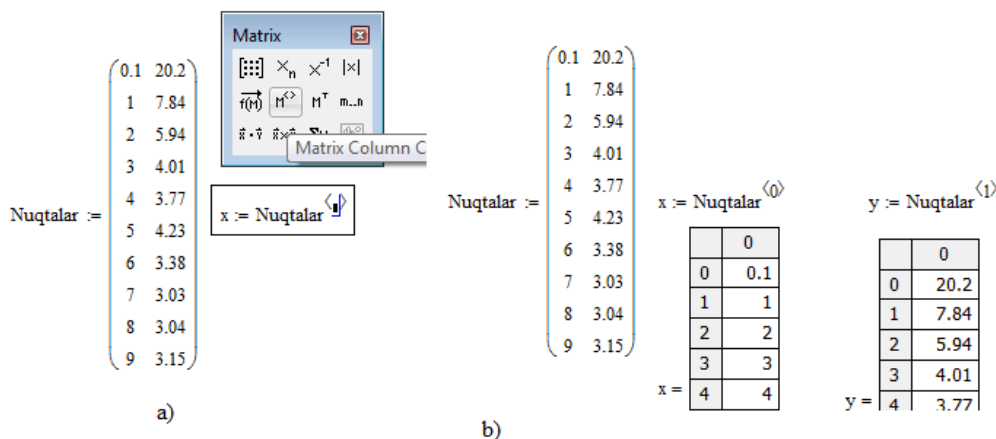 Matrix
[⁝⁝⁝] ×n ×⁻¹ |×|
f(M) M<> Mᵀ m..n
Matrix Column C
Nuqtalar :=
0.1 20.2
1 7.84
2 5.94
3 4.01
4 3.77
5 4.23
6 3.38
7 3.03
8 3.04
9 3.15
x := Nuqtalar⟨⟩
a)
Nuqtalar :=
0.1 20.2
1 7.84
2 5.94
3 4.01
4 3.77
5 4.23
6 3.38
7 3.03
8 3.04
9 3.15
x := Nuqtalar⟨0⟩
x =
0
0 0.1
1 1
2 2
3 3
4 4
y := Nuqtalar⟨1⟩
y =
0
0 20.2
1 7.84
2 5.94
3 4.01
4 3.77
b)